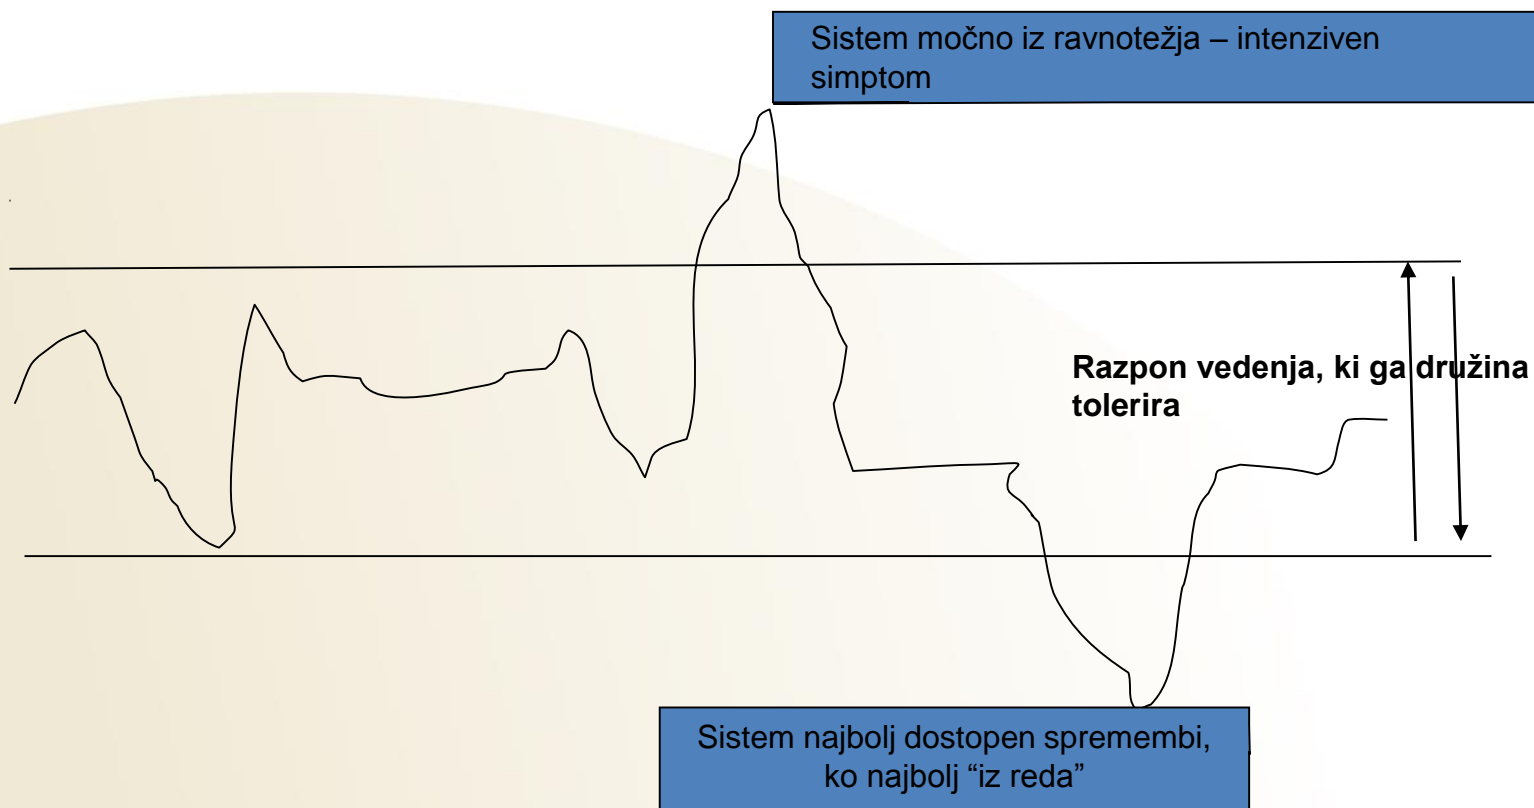 Sistem močno iz ravnotežja – intenziven
simptom
Razpon vedenja, ki ga družina
tolerira
Sistem najbolj dostopen spremembi,
ko najbolj “iz reda”